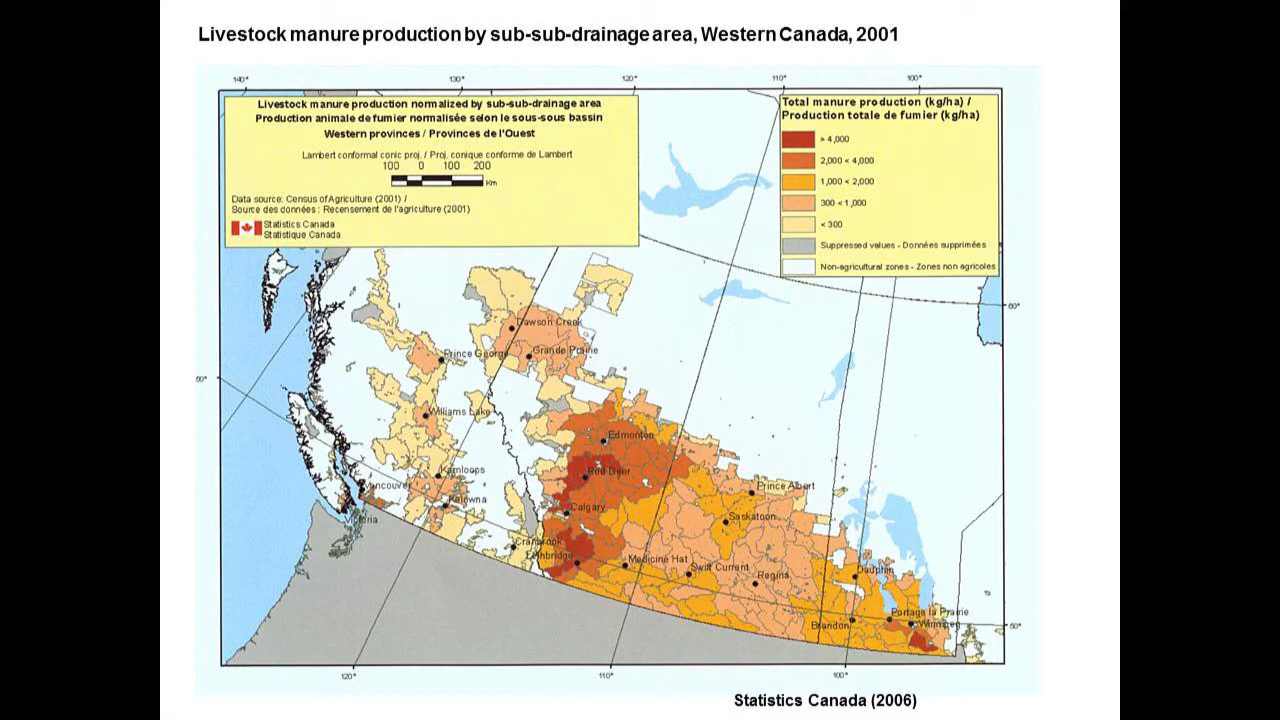 Livestock manure production by sub-sub-drainage area, Western Canada, 2001
140°
130°
120°
110°
100°
Livestock manure production normalized by sub-sub-drainage area
Production animale de fumier normalisée selon le sous-sous bassin
Western provinces / Provinces de l'Ouest
Lambert conformal conic proj. / Proj. conique conforme de Lambert
100 0 100 200
Km
Data source: Census of Agriculture (2001) /
Source des données : Recensement de l'agriculture (2001)
Statistics Canada
Statistique Canada
Total manure production (kg/ha) /
Production totale de fumier (kg/ha)
> 4,000
2,000 < 4,000
1,000 < 2,000
300 < 1,000
< 300
Suppressed values - Données supprimées
Non-agricultural zones - Zones non agricoles
60°
Dawson Creek
Prince George
Grande Prairie
Williams Lake
Edmonton
Kamloops
Red Deer
Vancouver
Prince Albert
Kelowna
Calgary
Victoria
Saskatoon
Cranbrook
Lethbridge
Medicine Hat
Swift Current
Regina
Dauphin
Portage la Prairie
Brandon
Winnipeg
50°
120°
110°
100°
Statistics Canada (2006)